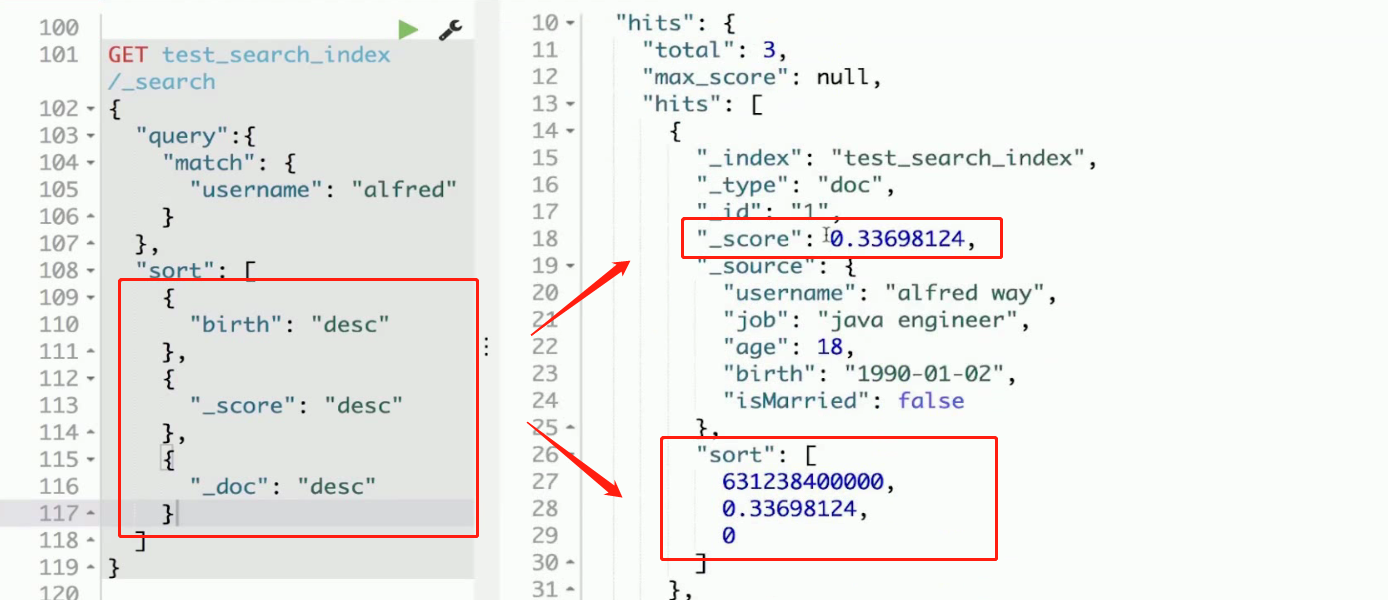 100
101 GET test_search_index
/_search
102 {
103 "query":{
104 "match": {
105 "username": "alfred"
106 }
107 },
108 "sort": [
109 {
110 "birth": "desc"
111 },
112 {
113 "_score": "desc"
114 },
115 {
116 "_doc": "desc"
117 }
118 ]
119 }
120
10 "hits": {
11 "total": 3,
12 "max_score": null,
13 "hits": [
14 {
15 "_index": "test_search_index",
16 "_type": "doc",
17 "_id": "1",
18 "_score": 0.33698124,
19 "_source": {
20 "username": "alfred way",
21 "job": "java engineer",
22 "age": 18,
23 "birth": "1990-01-02",
24 "isMarried": false
25 },
26 "sort": [
27 631238400000,
28 0.33698124,
29 0
30 ]
31 },